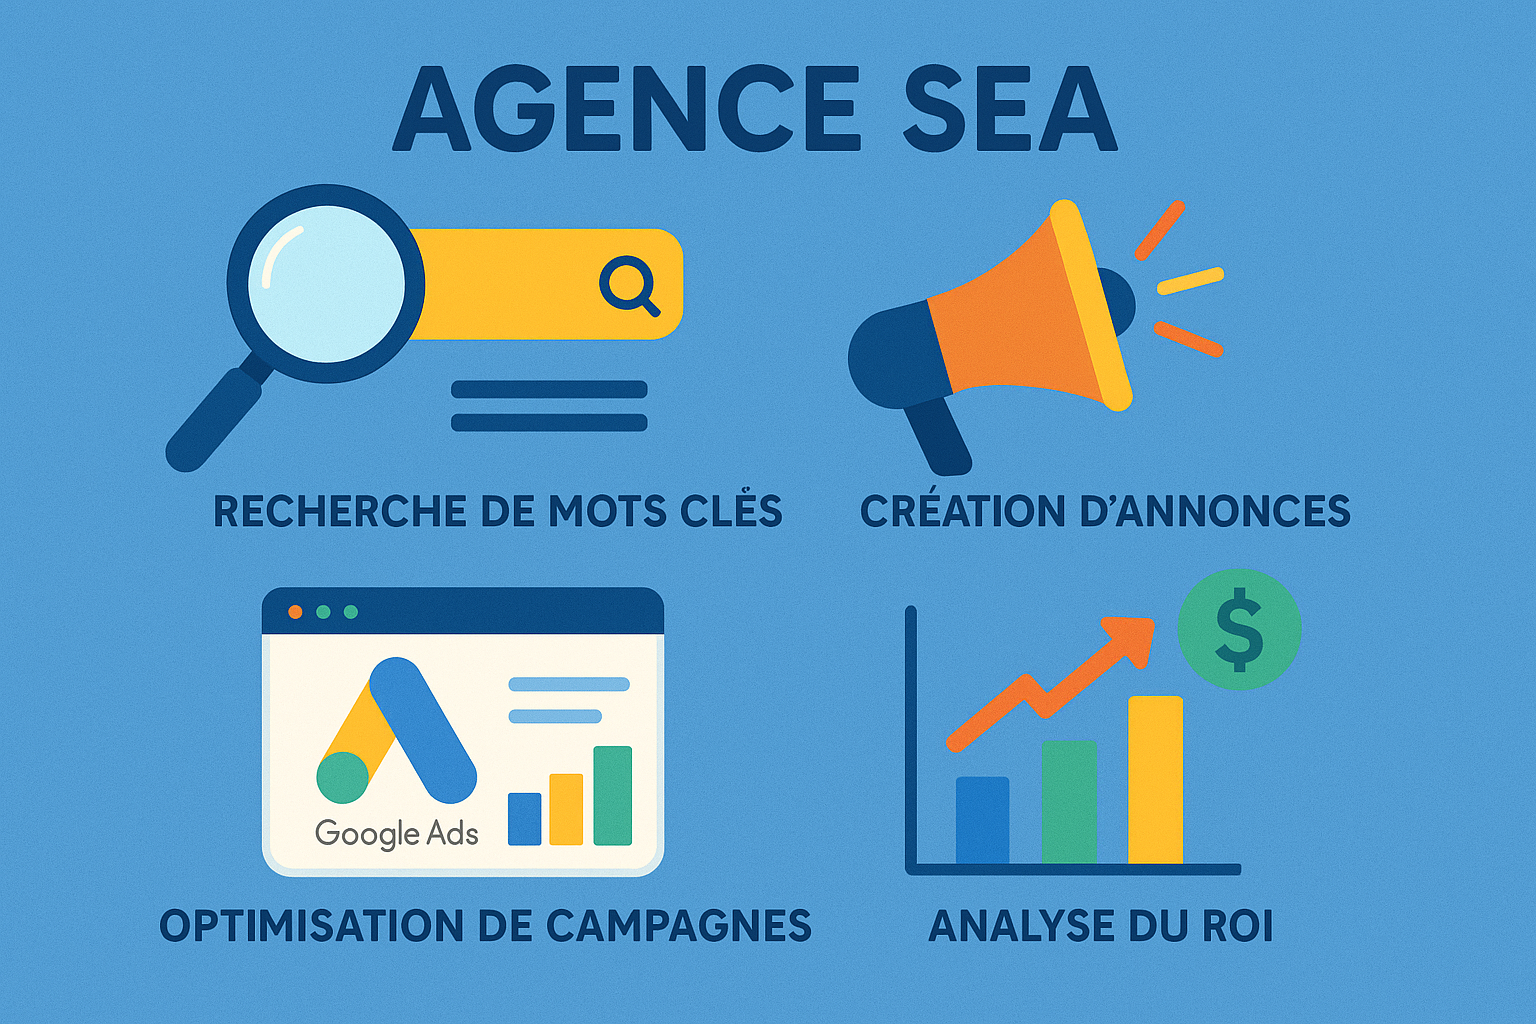 AGENCE SEA
RECHERCHE DE MOTS CLÉS
CRÉATION D'ANNONCES
$
Google Ads
OPTIMISATION DE CAMPAGNES
ANALYSE DU ROI